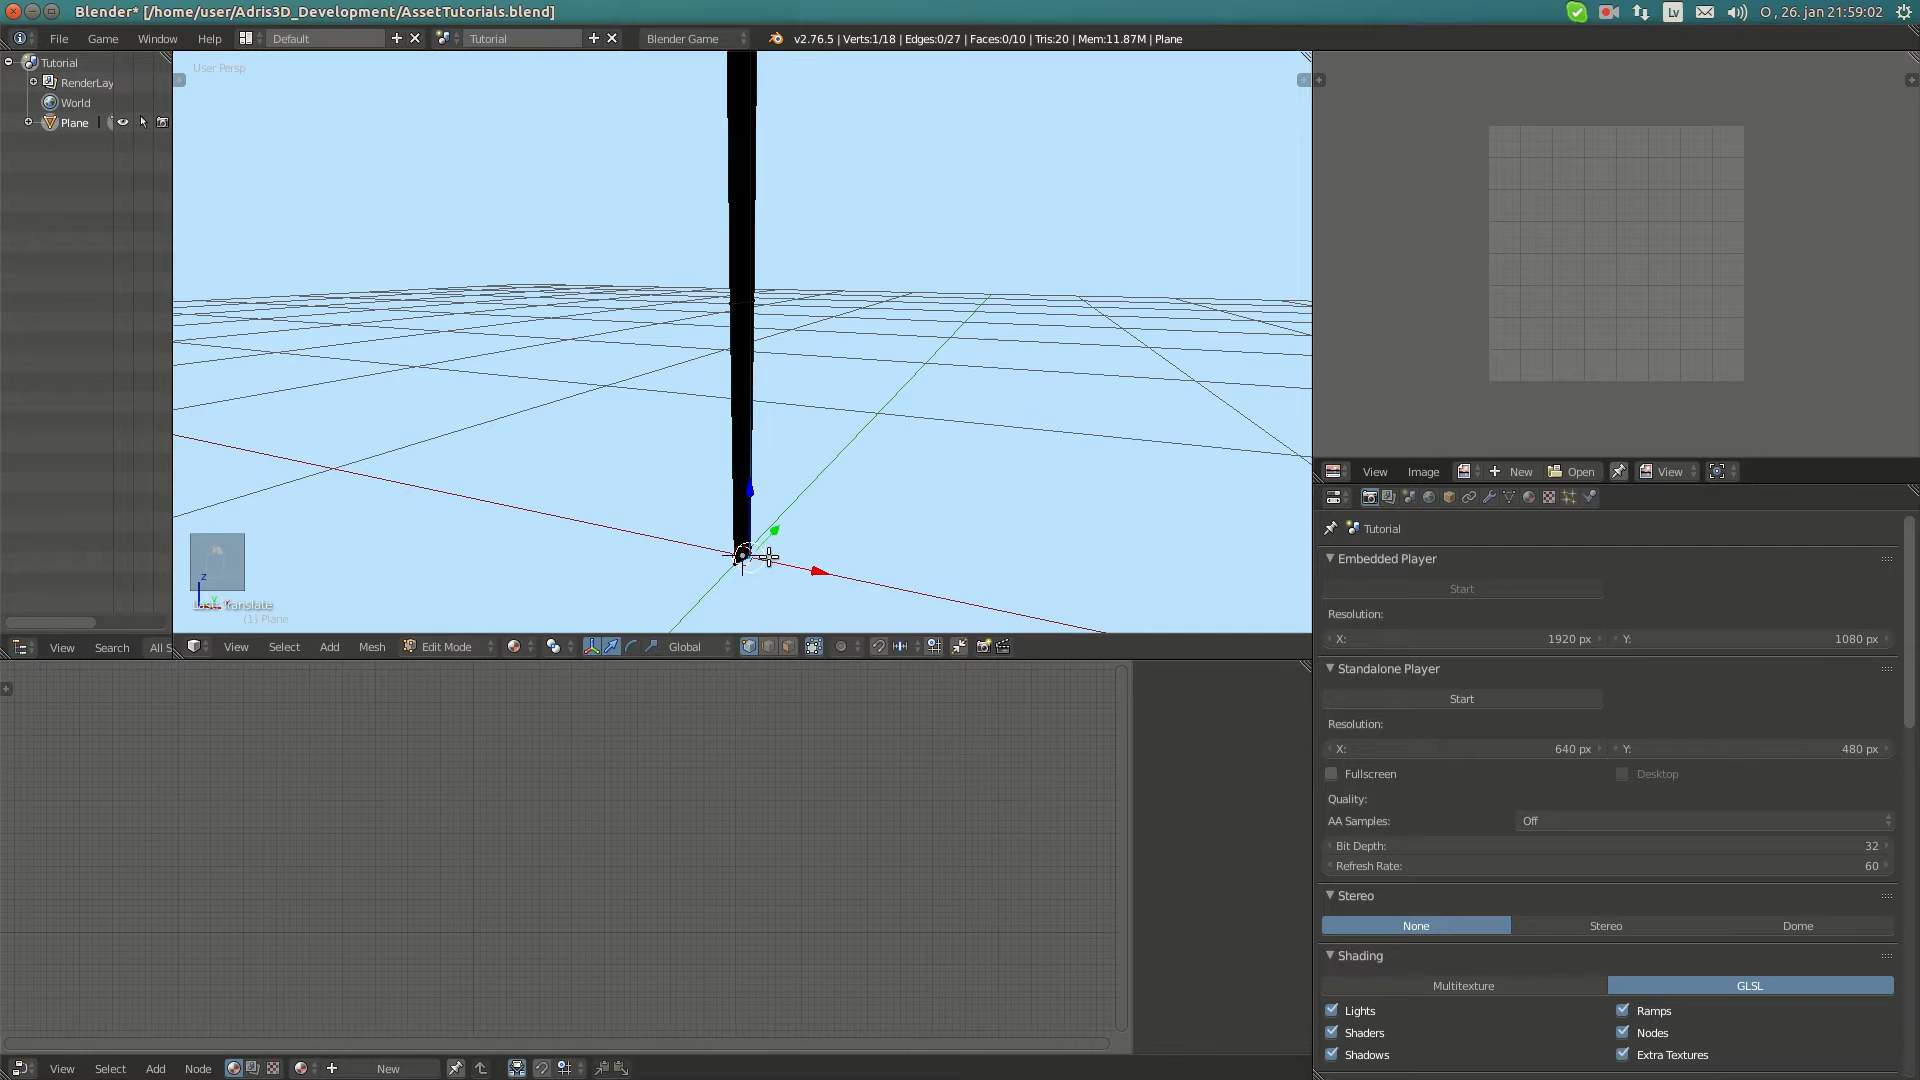 Blender* [/home/user/Adris3D_Development/AssetTutorials.blend]
Lv
O , 26. jan 21:59:02
File Game Window Help
Default
Tutorial
Blender Game
v2.76.5 | Verts:1/18 | Edges:0/27 | Faces:0/10 | Tris:20 | Mem:11.87M | Plane
Tutorial
RenderLay
World
Plane
User Persp
z
Last: Translate
(1) Plane
View Search All S
View Select Add Mesh Edit Mode Global
View Image New Open View
Tutorial
Embedded Player
Start
Resolution:
X: 1920 px Y: 1080 px
Standalone Player
Start
Resolution:
X: 640 px Y: 480 px
Fullscreen Desktop
Quality:
AA Samples: Off
Bit Depth: 32
Refresh Rate: 60
Stereo
None Stereo Dome
Shading
Multitexture GLSL
Lights Ramps
Shaders Nodes
Shadows Extra Textures
View Select Add Node New